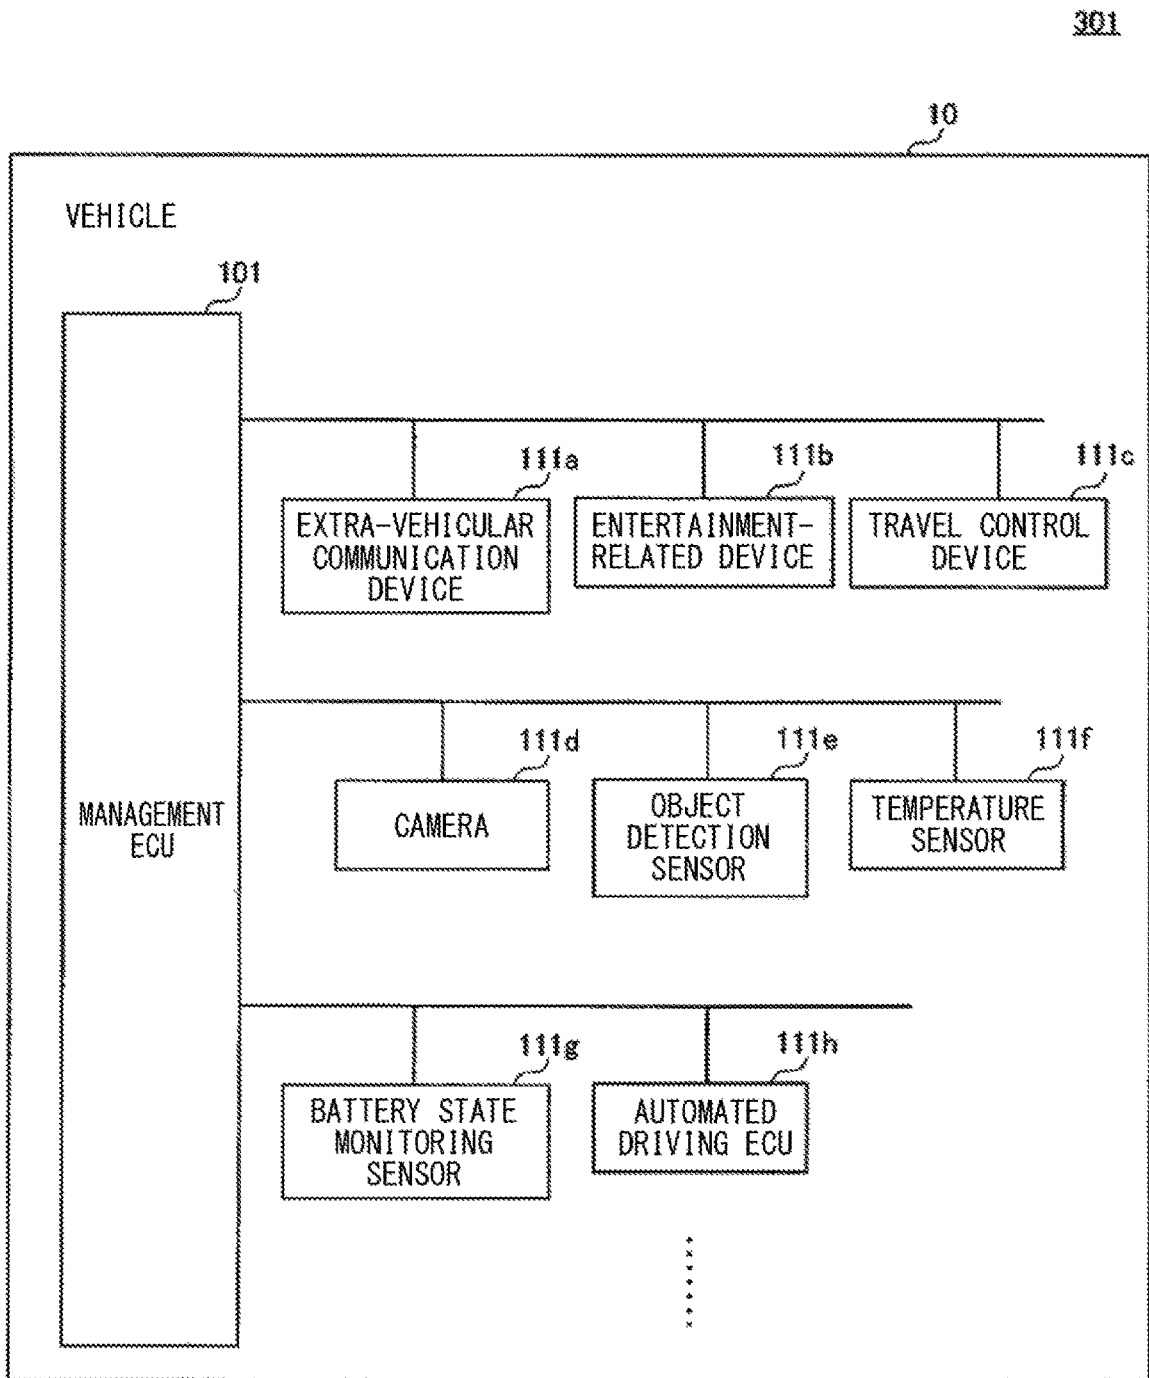 301
10
VEHICLE
101
111a
111b
111c
EXTRA-VEHICULAR
COMMUNICATION
DEVICE
ENTERTAINMENT-
RELATED DEVICE
TRAVEL CONTROL
DEVICE
111d
111e
111f
MANAGEMENT
ECU
CAMERA
OBJECT
DETECTION
SENSOR
TEMPERATURE
SENSOR
111g
111h
BATTERY STATE
MONITORING
SENSOR
AUTOMATED
DRIVING ECU